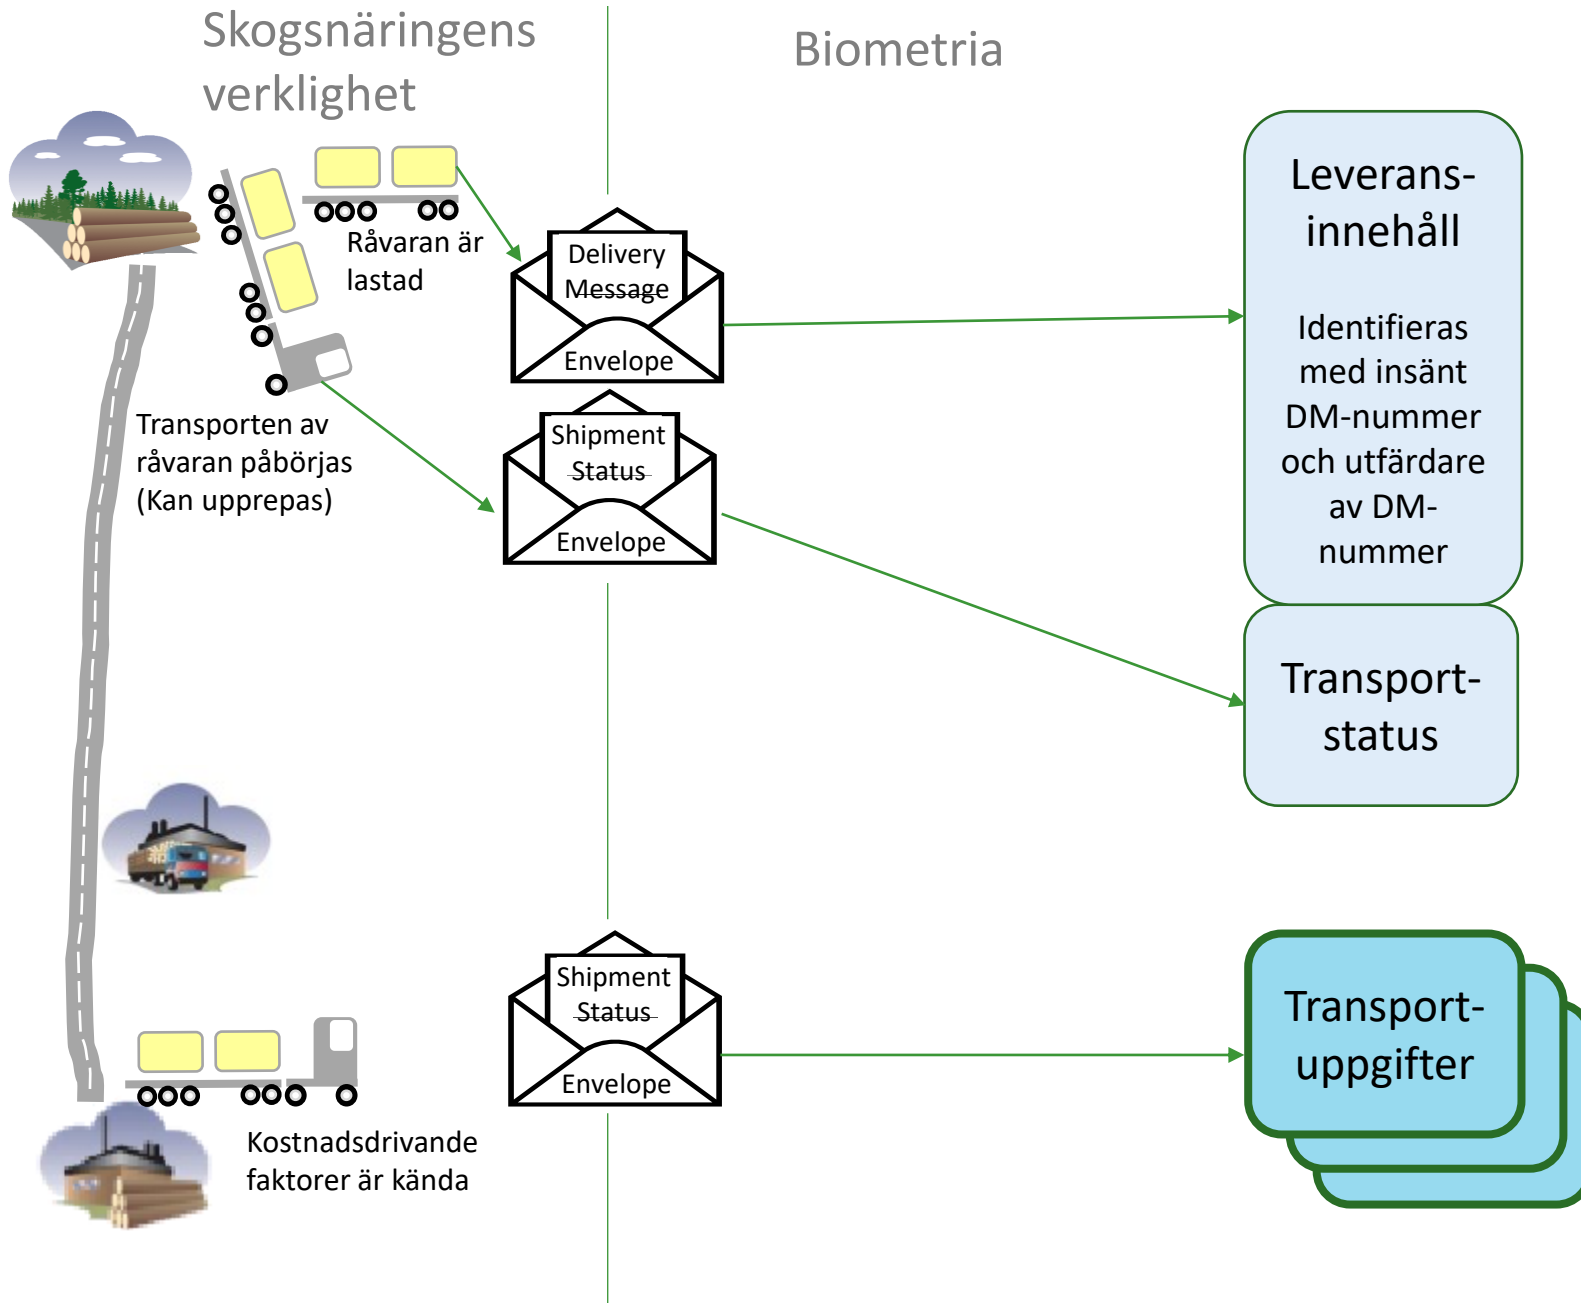 Skogsnäringens
verklighet
Biometria
Råvaran är
lastad
Delivery
Message
Envelope
Leverans-
innehåll
Identifieras
med insänt
DM-nummer
och utfärdare
av DM-
nummer
Transporten av
råvaran påbörjas
(Kan upprepas)
Shipment
Status
Envelope
Transport-
status
Shipment
Status
Envelope
Transport-
uppgifter
Kostnadsdrivande
faktorer är kända